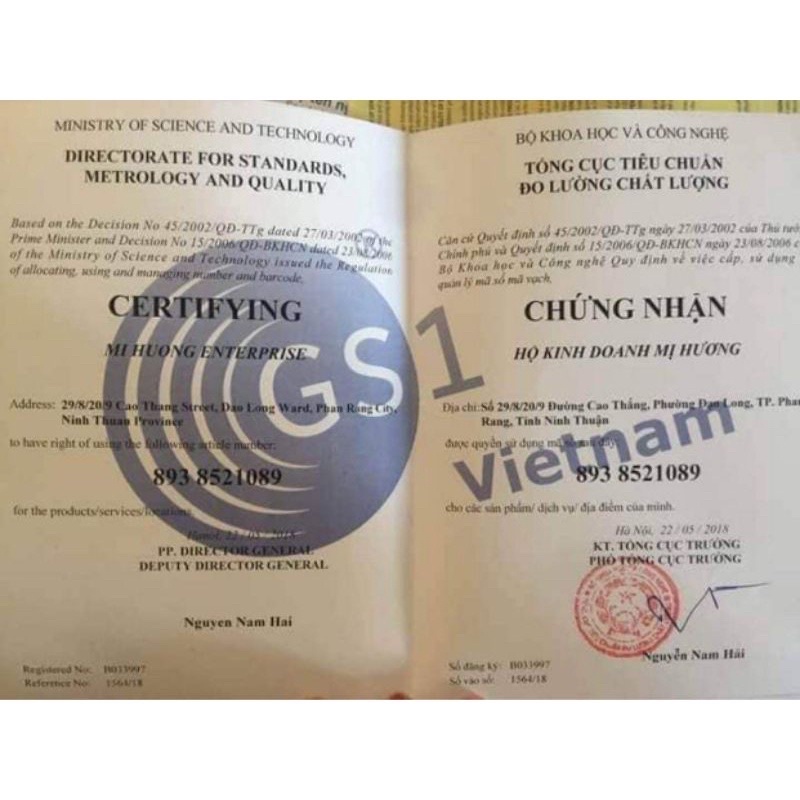 MINISTRY OF SCIENCE AND TECHNOLOGY
DIRECTORATE FOR STANDARDS,
METROLOGY AND QUALITY
Based on the Decision No 45/2002/QĐ-TTg dated 27/03/2002 of the
Prime Minister and Decision No 15/2006/QĐ-BKHCN dated 23/08/2006
of the Ministry of Science and Technology issued the Regulation
of allocating, using and managing number and barcode.
CERTIFYING
MI HUONG ENTERPRISE
Address: 29/8/20/9 Cao Thang Street, Dao Long Ward, Phan Rang City,
Ninh Thuan Province
to have right of using the following article number:
893 8521089
for the products/services/locations.
Hanoi, 22 / 05 / 2018
PP. DIRECTOR GENERAL
DEPUTY DIRECTOR GENERAL
Nguyen Nam Hai
Registered No: B033997
Reference No: 1564/18
GS1
Vietnam
BỘ KHOA HỌC VÀ CÔNG NGHỆ
TỔNG CỤC TIÊU CHUẨN
ĐO LƯỜNG CHẤT LƯỢNG
Căn cứ Quyết định số 45/2002/QĐ-TTg ngày 27/03/2002 của Thủ tướ
Chính phủ và Quyết định số 15/2006/QĐ-BKHCN ngày 23/08/2006 c
Bộ Khoa học và Công nghệ Quy định về việc cấp, sử dụng
quản lý mã số mã vạch.
CHỨNG NHẬN
HỘ KINH DOANH MỊ HƯƠNG
Địa chỉ: Số 29/8/20/9 Đường Cao Thắng, Phường Đạo Long, TP. Phan
Rang, Tỉnh Ninh Thuận
được quyền sử dụng mã số sau đây:
893 8521089
cho các sản phẩm/ dịch vụ/ địa điểm của mình.
Hà Nội, 22 / 05 / 2018
KT. TỔNG CỤC TRƯỞNG
PHÓ TỔNG CỤC TRƯỞNG
Nguyễn Nam Hải
Số đăng ký: B033997
Số vào sổ: 1564/18